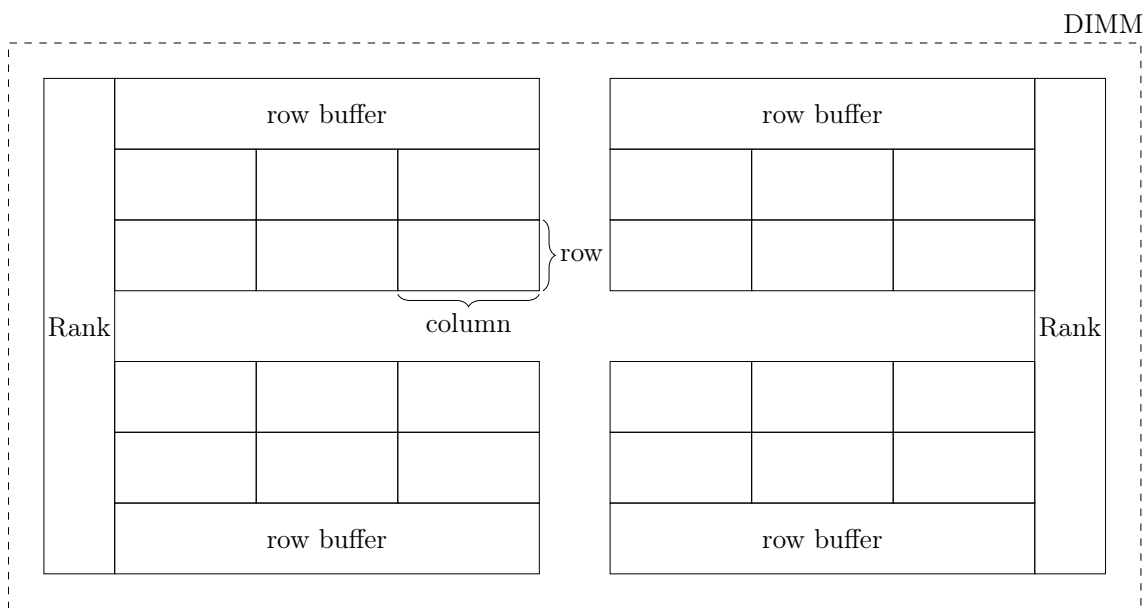 DIMM
row buffer
row buffer
row
column
Rank
Rank
row buffer
row buffer